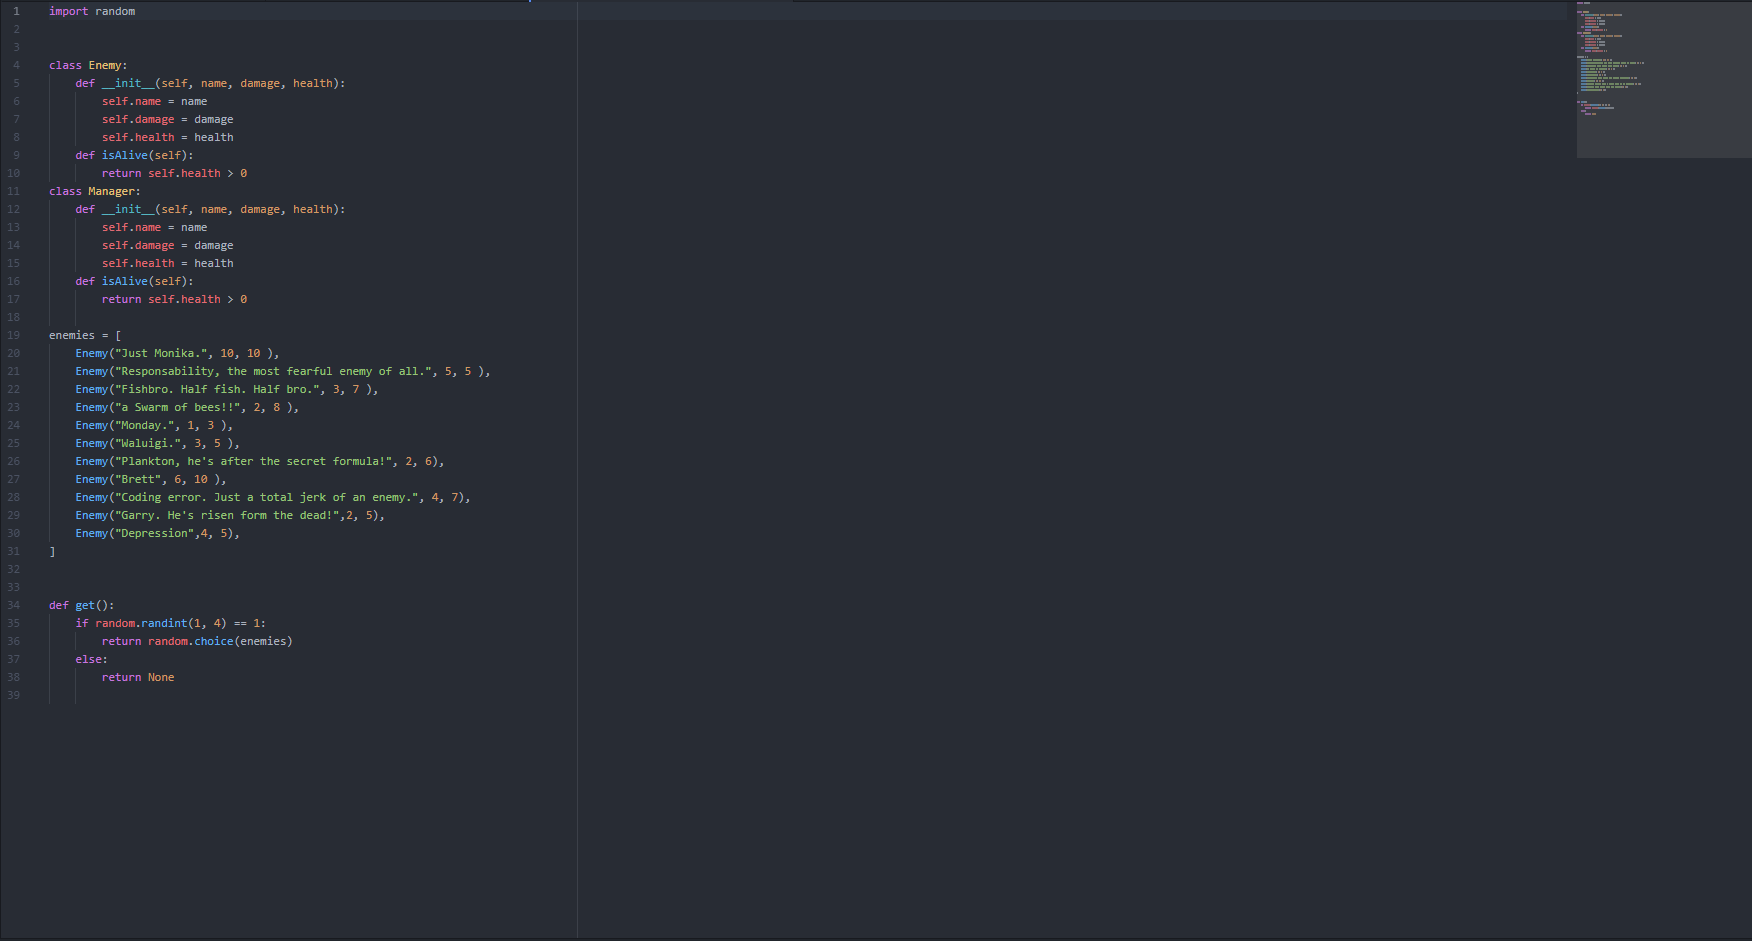 1 import random
2
3
4 class Enemy:
5     def __init__(self, name, damage, health):
6         self.name = name
7         self.damage = damage
8         self.health = health
9     def isAlive(self):
10         return self.health > 0
11 class Manager:
12     def __init__(self, name, damage, health):
13         self.name = name
14         self.damage = damage
15         self.health = health
16     def isAlive(self):
17         return self.health > 0
18
19 enemies = [
20     Enemy("Just Monika.", 10, 10 ),
21     Enemy("Responsability, the most fearful enemy of all.", 5, 5 ),
22     Enemy("Fishbro. Half fish. Half bro.", 3, 7 ),
23     Enemy("a Swarm of bees!!", 2, 8 ),
24     Enemy("Monday.", 1, 3 ),
25     Enemy("Waluigi.", 3, 5 ),
26     Enemy("Plankton, he's after the secret formula!", 2, 6),
27     Enemy("Brett", 6, 10 ),
28     Enemy("Coding error. Just a total jerk of an enemy.", 4, 7),
29     Enemy("Garry. He's risen form the dead!",2, 5),
30     Enemy("Depression",4, 5),
31 ]
32
33
34 def get():
35     if random.randint(1, 4) == 1:
36         return random.choice(enemies)
37     else:
38         return None
39